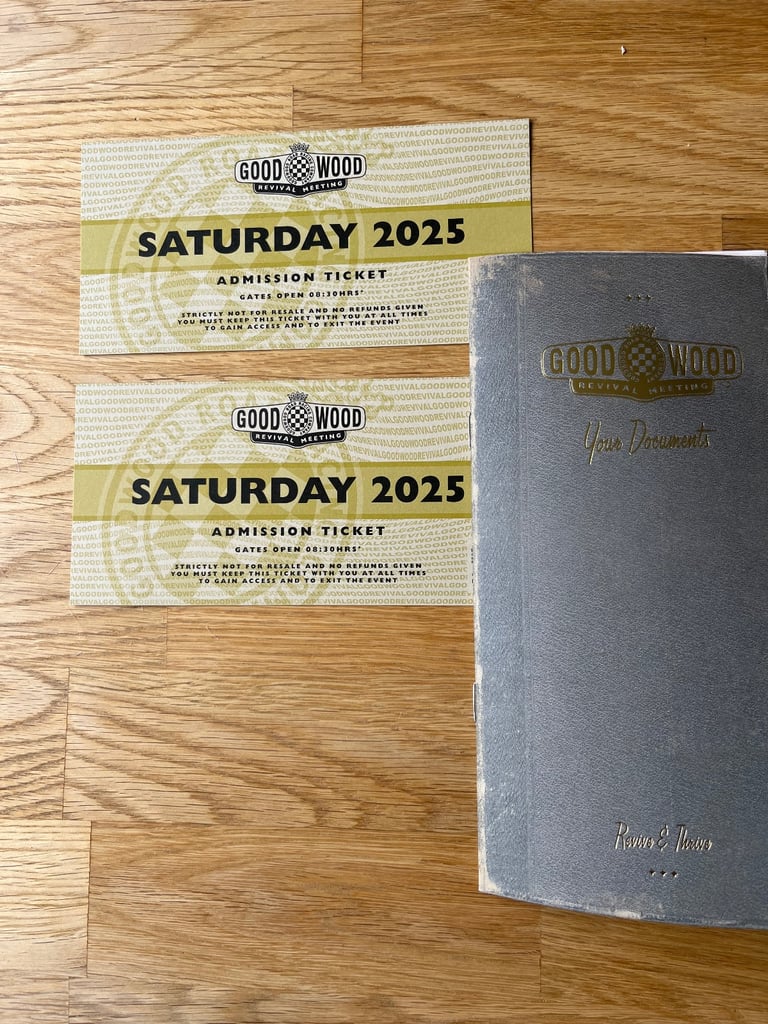 GOOD WOOD
REVIVAL MEETING
SATURDAY 2025
ADMISSION TICKET
GATES OPEN 08:30HRS*
STRICTLY NOT FOR RESALE AND NO REFUNDS GIVEN
YOU MUST KEEP THIS TICKET WITH YOU AT ALL TIMES
TO GAIN ACCESS AND TO EXIT THE EVENT
GOOD WOOD
REVIVAL MEETING
SATURDAY 2025
ADMISSION TICKET
GATES OPEN 08:30HRS*
STRICTLY NOT FOR RESALE AND NO REFUNDS GIVEN
YOU MUST KEEP THIS TICKET WITH YOU AT ALL TIMES
TO GAIN ACCESS AND TO EXIT THE EVENT
GOOD WOOD
REVIVAL MEETING
Your Documents
Revive & Thrive